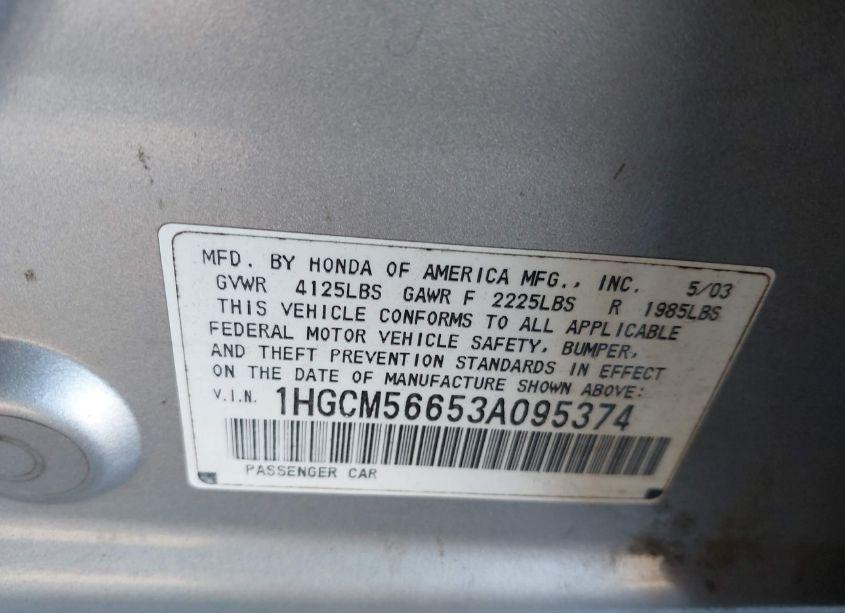 MFD. BY HONDA OF AMERICA MFG., INC. 5/03
GVWR 4125LBS GAWR F 2225LBS R 1985LBS
THIS VEHICLE CONFORMS TO ALL APPLICABLE
FEDERAL MOTOR VEHICLE SAFETY, BUMPER,
AND THEFT PREVENTION STANDARDS IN EFFECT
ON THE DATE OF MANUFACTURE SHOWN ABOVE:
V.I.N. 1HGCM56653A095374
PASSENGER CAR